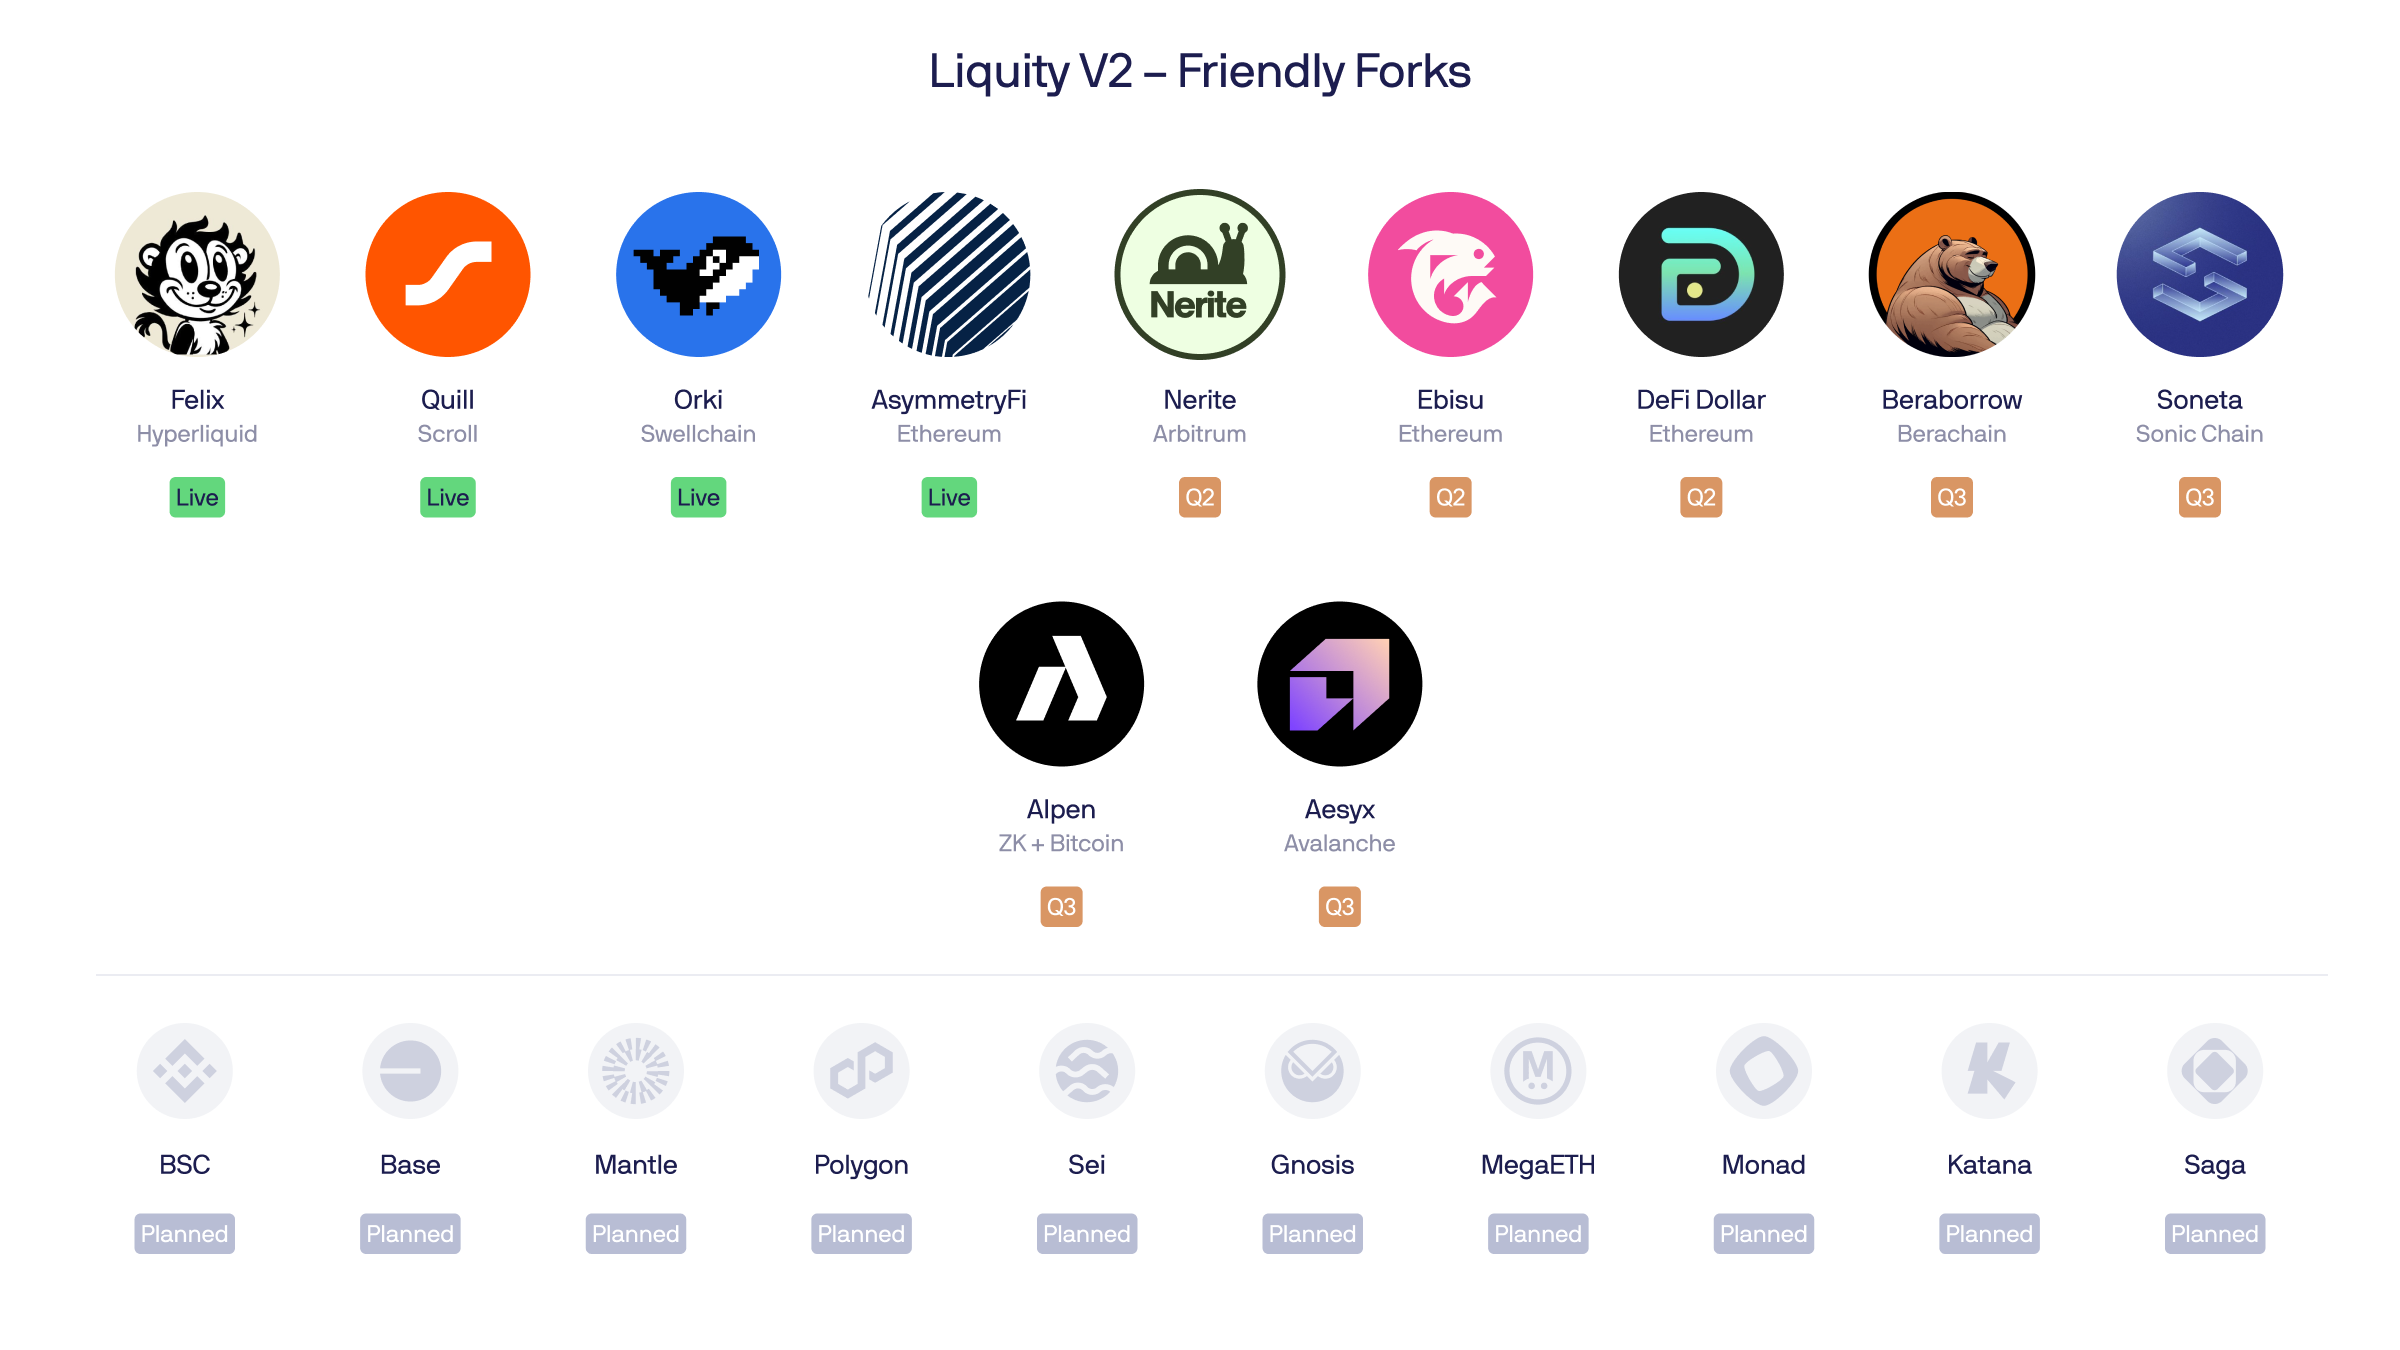 Liquity V2 – Friendly Forks
Nerite
Felix
Hyperliquid
Live
Quill
Scroll
Live
Orki
Swellchain
Live
AsymmetryFi
Ethereum
Live
Nerite
Arbitrum
Q2
Ebisu
Ethereum
Q2
DeFi Dollar
Ethereum
Q2
Beraborrow
Berachain
Q3
Soneta
Sonic Chain
Q3
Alpen
ZK + Bitcoin
Q3
Aesyx
Avalanche
Q3
BSC
Planned
Base
Planned
Mantle
Planned
Polygon
Planned
Sei
Planned
Gnosis
Planned
M
MegaETH
Planned
Monad
Planned
K
Katana
Planned
Saga
Planned